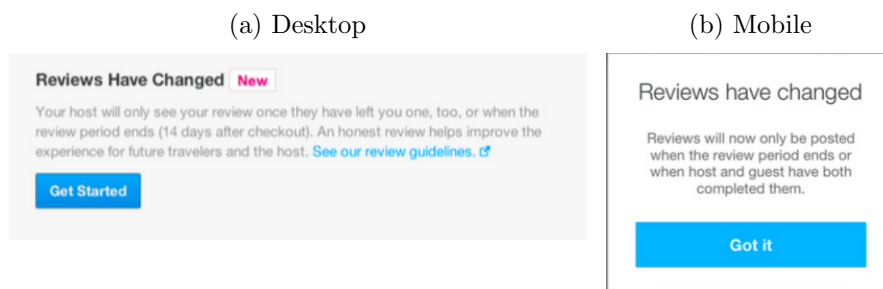 (a) Desktop
Reviews Have Changed New
Your host will only see your review once they have left you one, too, or when the
review period ends (14 days after checkout). An honest review helps improve the
experience for future travelers and the host. See our review guidelines.
Get Started
(b) Mobile
Reviews have changed
Reviews will now only be posted
when the review period ends or
when host and guest have both
completed them.
Got it